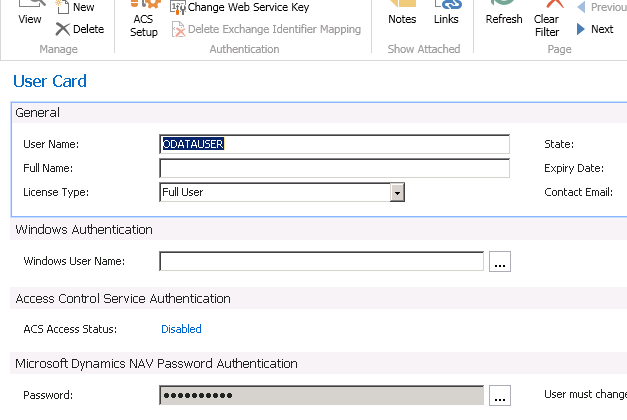 View New ACS Setup Change Web Service Key Notes Links Refresh Clear Filter Previou
Delete Delete Exchange Identifier Mapping Next
Manage Authentication Show Attached Page
User Card
General
User Name: ODATAUSER State:
Full Name: Expiry Date:
License Type: Full User Contact Email:
Windows Authentication
Windows User Name: ...
Access Control Service Authentication
ACS Access Status: Disabled
Microsoft Dynamics NAV Password Authentication
Password: ●●●●●●●●●● ... User must change